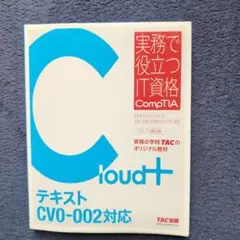 実務で
役立つ
IT資格
CompTIA
資格の学校TACの
オリジナル教材
Cloud+
テキスト
CV0-002対応
TAC出版